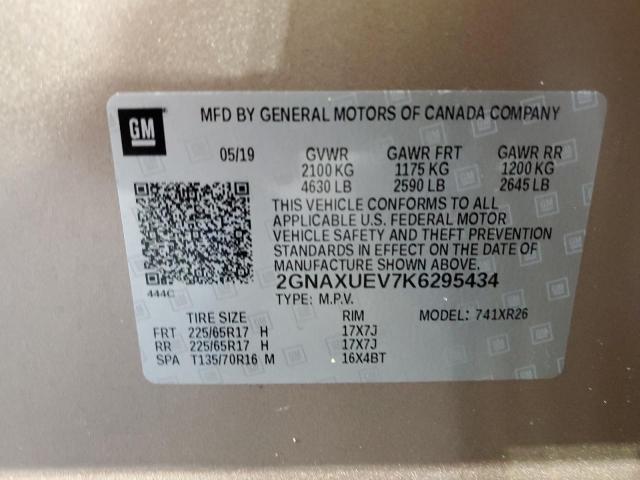 GM
MFD BY GENERAL MOTORS OF CANADA COMPANY
05/19 GVWR GAWR FRT GAWR RR
2100 KG 1175 KG 1200 KG
4630 LB 2590 LB 2645 LB
THIS VEHICLE CONFORMS TO ALL
APPLICABLE U.S. FEDERAL MOTOR
VEHICLE SAFETY AND THEFT PREVENTION
STANDARDS IN EFFECT ON THE DATE OF
MANUFACTURE SHOWN ABOVE.
444C
2GNAXUEV7K6295434
TYPE: M.P.V.
TIRE SIZE RIM MODEL: 741XR26
FRT 225/65R17 H 17X7J
RR 225/65R17 H 17X7J
SPA T135/70R16 M 16X4BT